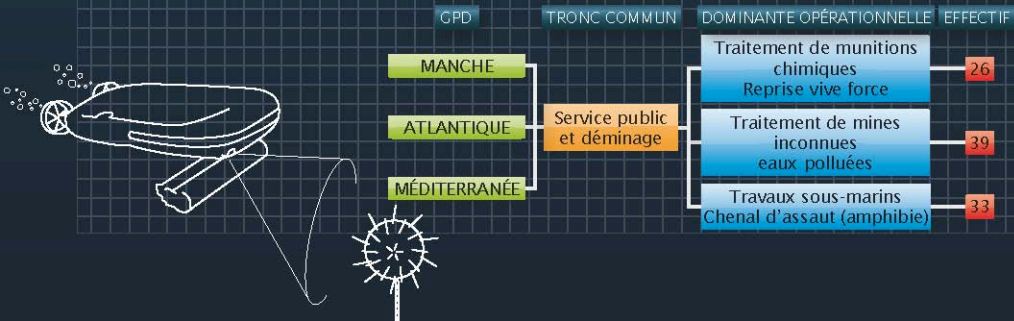 GPD TRONC COMMUN DOMINANTE OPÉRATIONNELLE EFFECTIF
MANCHE
ATLANTIQUE
MÉDITERRANÉE
Service public
et déminage
Traitement de munitions
chimiques
Reprise vive force
26
Traitement de mines
inconnues
eaux polluées
39
Travaux sous-marins
Chenal d'assaut (amphibie)
33